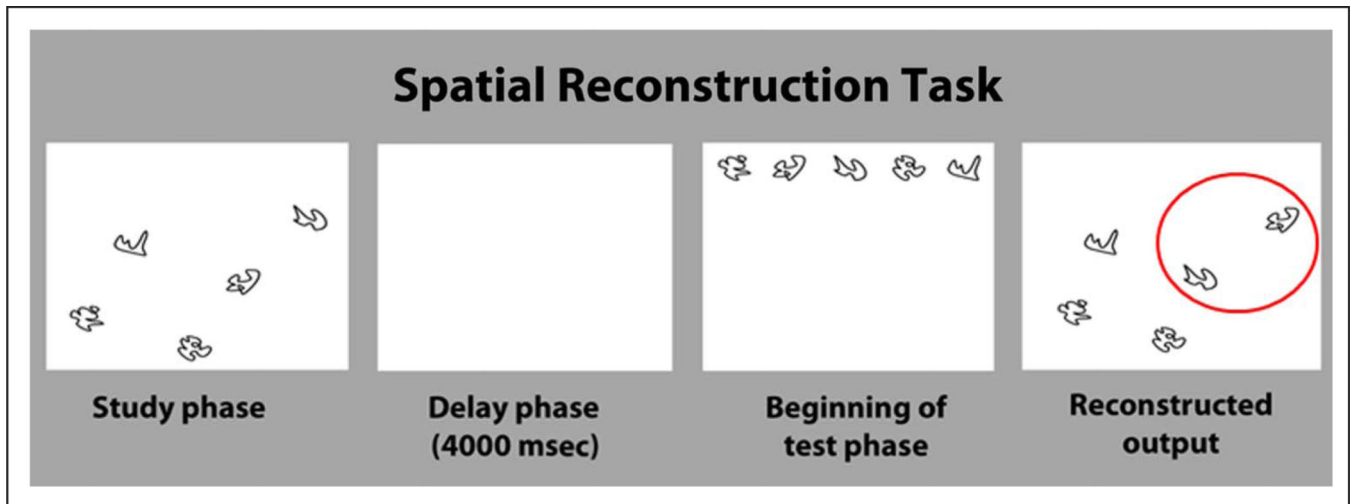 Spatial Reconstruction Task
Study phase
Delay phase
(4000 msec)
Beginning of
test phase
Reconstructed
output